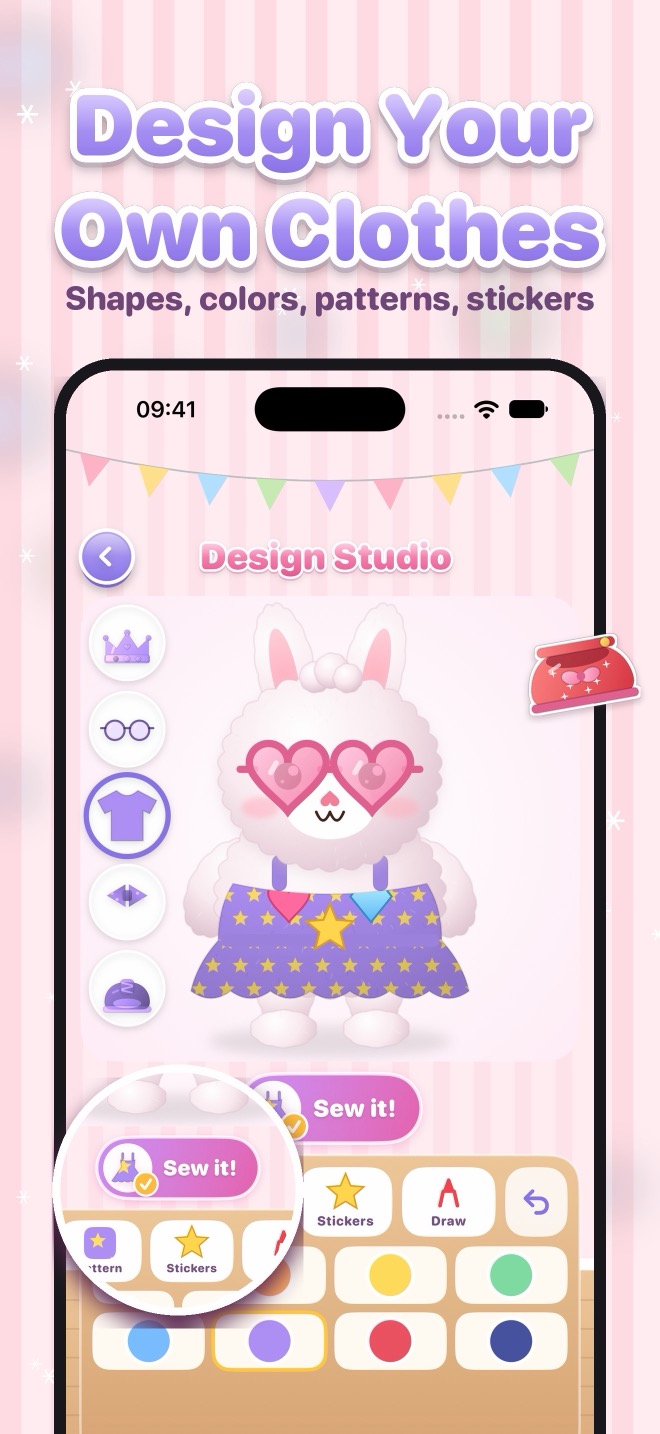 Design Your
Own Clothes
Shapes, colors, patterns, stickers
09:41
Design Studio
Sew it!
Sew it!
Stickers
Draw
ttern
Stickers